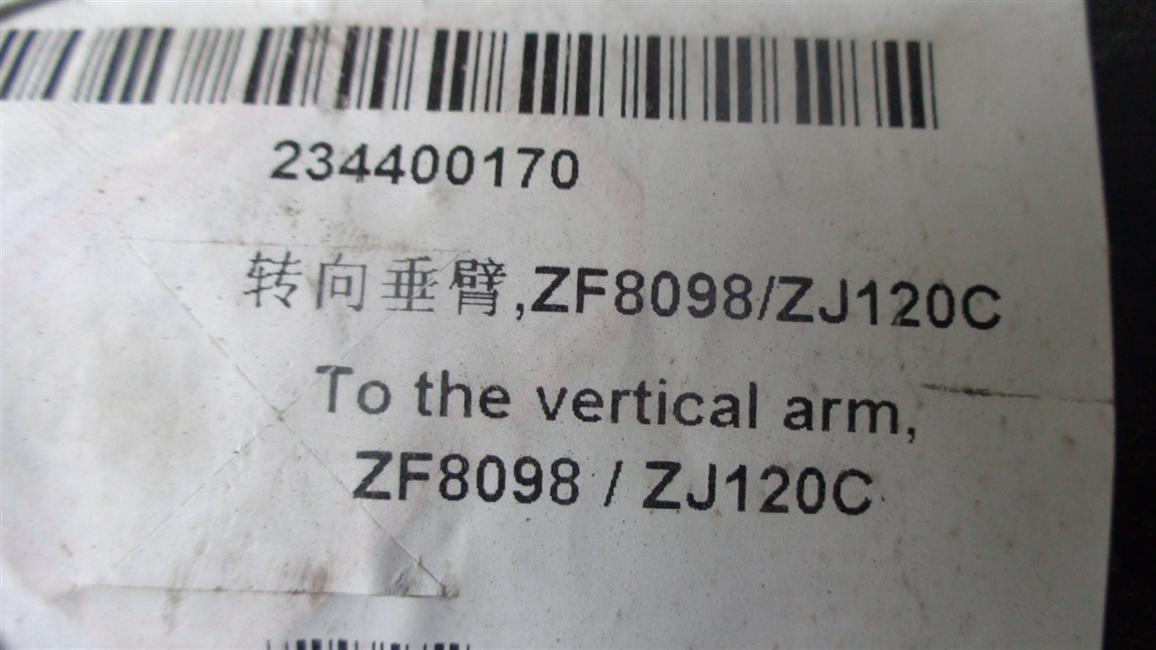 234400170
转向垂臂,ZF8098/ZJ120C
To the vertical arm,
ZF8098 / ZJ120C